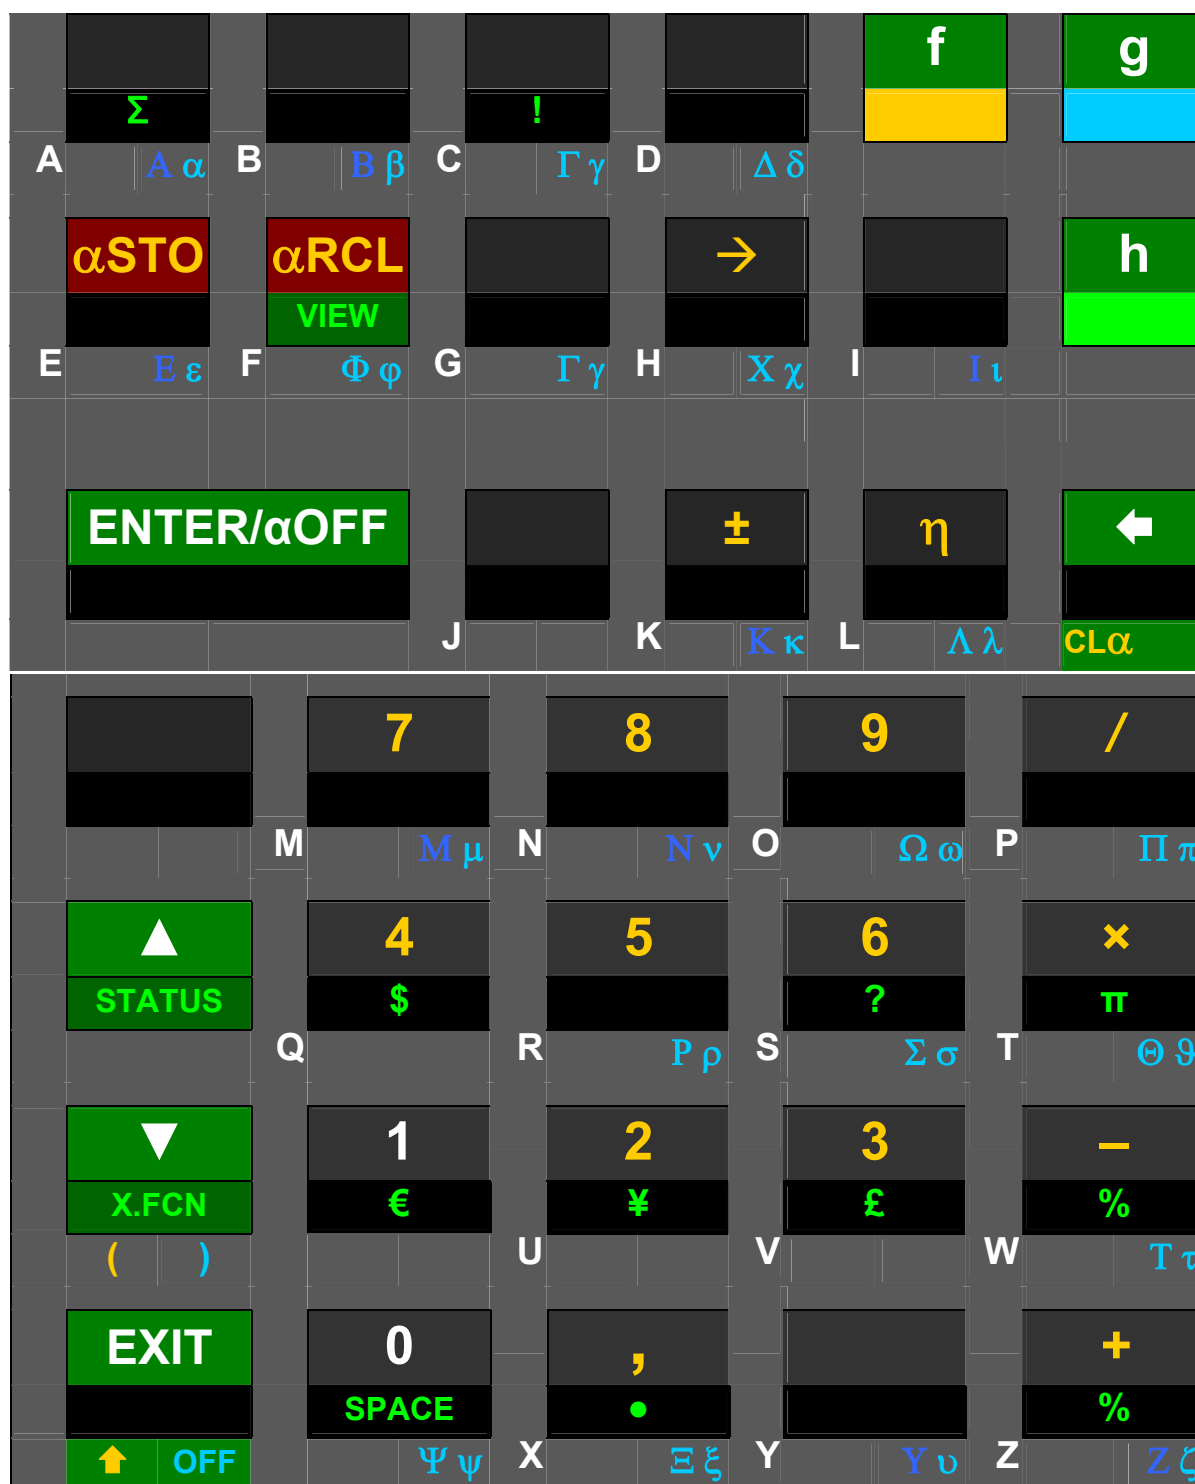 f g
Σ !
A Α α B Β β C Γ γ D Δ δ
αSTO αRCL → h
VIEW
E Ε ε F Φ φ G Γ γ H Χ χ I Ι ι
ENTER/αOFF ± η 🡄
J K Κ κ L Λ λ CLα
7 8 9 /
M Μ μ N Ν ν O Ω ω P Π π
▲ 4 5 6 ×
STATUS $ ? π
Q R Ρ ρ S Σ σ T Θ ϑ
▼ 1 2 3 –
X.FCN € ¥ £ %
( ) U V W Τ τ
EXIT 0 , +
SPACE • %
🡅 OFF Ψ ψ X Ξ ξ Y Υ υ Z Ζ ζ